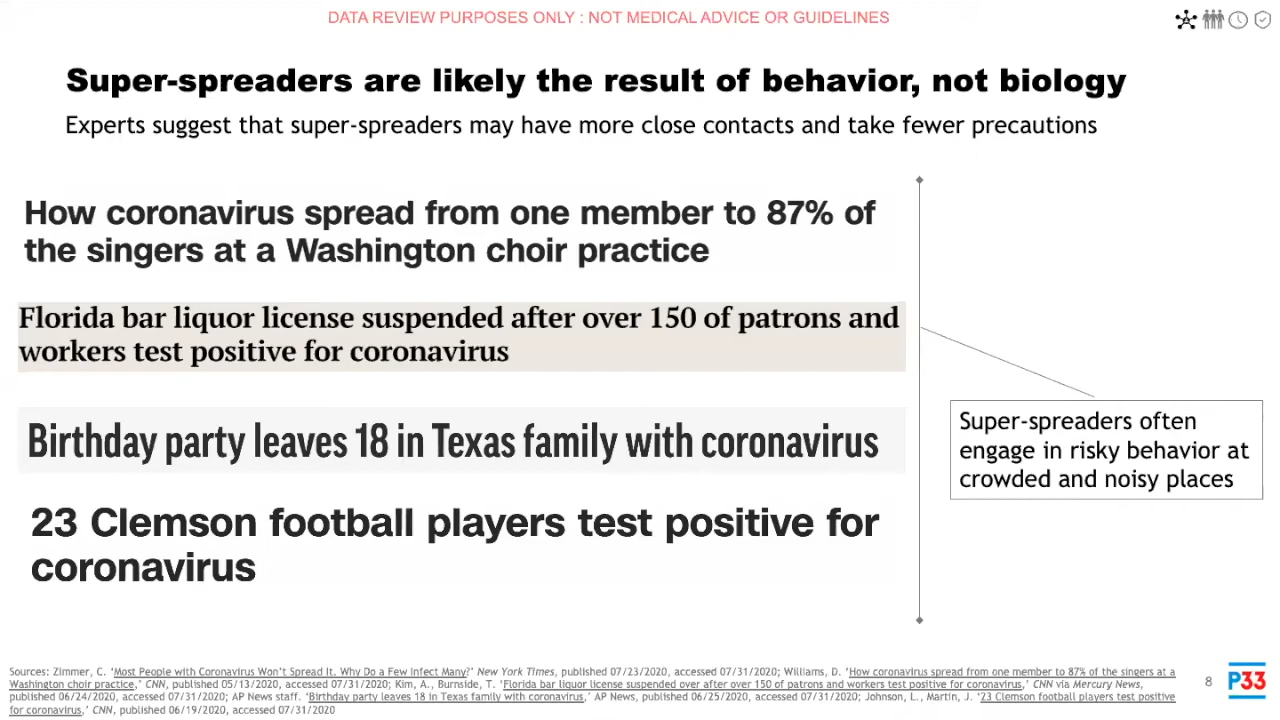 DATA REVIEW PURPOSES ONLY : NOT MEDICAL ADVICE OR GUIDELINES
Super-spreaders are likely the result of behavior, not biology
Experts suggest that super-spreaders may have more close contacts and take fewer precautions
How coronavirus spread from one member to 87% of
the singers at a Washington choir practice
Florida bar liquor license suspended after over 150 of patrons and
workers test positive for coronavirus
Birthday party leaves 18 in Texas family with coronavirus
23 Clemson football players test positive for
coronavirus
Super-spreaders often
engage in risky behavior at
crowded and noisy places
Sources: Zimmer, C. ‘Most People with Coronavirus Won’t Spread It. Why Do a Few Infect Many?’ New York Times, published 07/23/2020, accessed 07/31/2020; Williams, D. ‘How coronavirus spread from one member to 87% of the singers at a
Washington choir practice,’ CNN, published 05/13/2020, accessed 07/31/2020; Kim, A., Burnside, T. ‘Florida bar liquor license suspended over after over 150 of patrons and workers test positive for coronavirus,’ CNN via Mercury News,
published 06/24/2020, accessed 07/31/2020; AP News staff. ‘Birthday party leaves 18 in Texas family with coronavirus,’ AP News, published 06/25/2020, accessed 07/31/2020; Johnson, L., Martin, J. ‘23 Clemson football players test positive
for coronavirus,’ CNN, published 06/19/2020, accessed 07/31/2020
8
P33